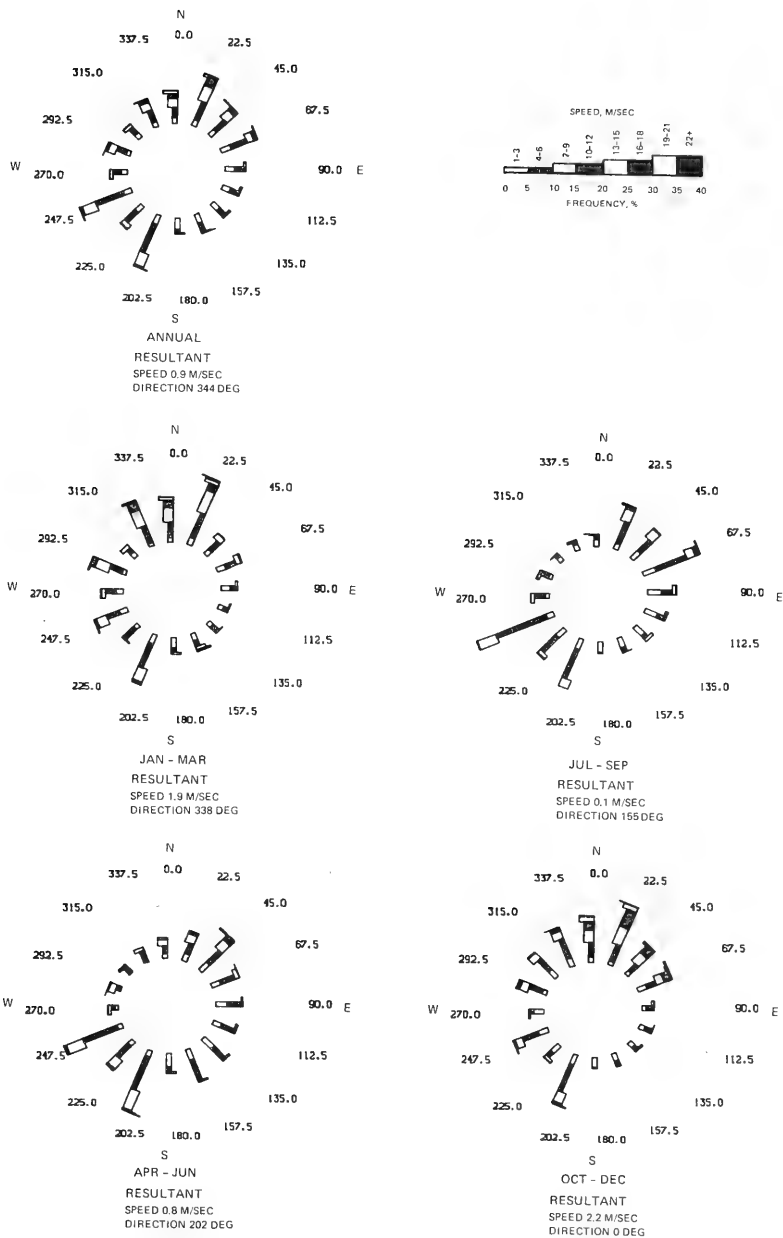 N
0.0
337.5
22.5
315.0
45.0
292.5
67.5
W 270.0
90.0 E
247.5
112.5
225.0
135.0
202.5
180.0
157.5
S
ANNUAL
RESULTANT
SPEED 0.9 M/SEC
DIRECTION 344 DEG
SPEED, M/SEC
1-3 4-6 7-9 10-12 13-15 16-18 19-21 22+
0 5 10 15 20 25 30 35 40
FREQUENCY, %
N
0.0
337.5
22.5
315.0
45.0
292.5
67.5
W 270.0
90.0 E
247.5
112.5
225.0
135.0
202.5
180.0
157.5
S
JAN - MAR
RESULTANT
SPEED 1.9 M/SEC
DIRECTION 338 DEG
N
0.0
337.5
22.5
315.0
45.0
292.5
67.5
W 270.0
90.0 E
247.5
112.5
225.0
135.0
202.5
180.0
157.5
S
JUL - SEP
RESULTANT
SPEED 0.1 M/SEC
DIRECTION 155 DEG
N
0.0
337.5
22.5
315.0
45.0
292.5
67.5
W 270.0
90.0 E
247.5
112.5
225.0
135.0
202.5
180.0
157.5
S
APR - JUN
RESULTANT
SPEED 0.8 M/SEC
DIRECTION 202 DEG
N
0.0
337.5
22.5
315.0
45.0
292.5
67.5
W 270.0
90.0 E
247.5
112.5
225.0
135.0
202.5
180.0
157.5
S
OCT - DEC
RESULTANT
SPEED 2.2 M/SEC
DIRECTION 0 DEG